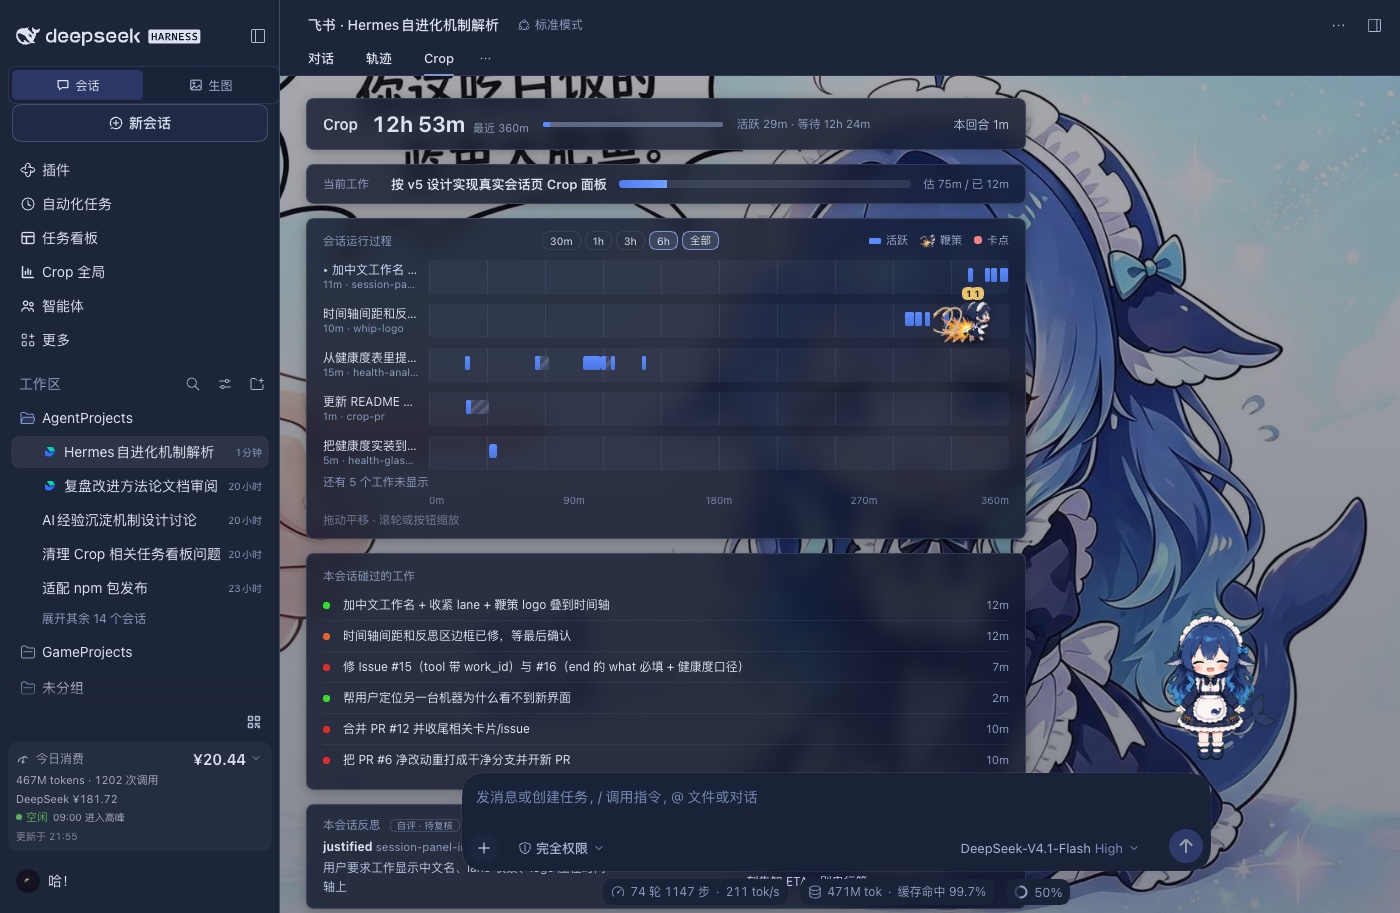 deepseek HARNESS
会话
生图
新会话
插件
自动化任务
任务看板
Crop 全局
智能体
更多
工作区
AgentProjects
Hermes 自进化机制解析 1分钟
复盘改进方法论文档审阅 20小时
AI 经验沉淀机制设计讨论 20小时
清理 Crop 相关任务看板问题 20小时
适配 npm 包发布 23小时
展开其余 14 个会话
GameProjects
未分组
今日消费 ¥20.44
467M tokens · 1202 次调用
DeepSeek ¥181.72
空闲 09:00 进入高峰
更新于 21:55
哈！
飞书 · Hermes 自进化机制解析 标准模式
对话 轨迹 Crop ···
你这吃白饭的
Crop 12h 53m 最近 360m 活跃 29m · 等待 12h 24m 本回合 1m
当前工作 按 v5 设计实现真实会话页 Crop 面板 估 75m / 已 12m
会话运行过程 30m 1h 3h 6h 全部 活跃 鞭策 卡点
▸ 加中文工作名 ...
11m · session-pa...
11
时间轴间距和反...
10m · whip-logo
从健康度表里提...
15m · health-anal...
更新 README ...
1m · crop-pr
把健康度实装到...
5m · health-glas...
还有 5 个工作未显示
0m 90m 180m 270m 360m
拖动平移 · 滚轮或按钮缩放
本会话碰过的工作
加中文工作名 + 收紧 lane + 鞭策 logo 叠到时间轴 12m
时间轴间距和反思区边框已修，等最后确认 12m
修 Issue #15（tool 带 work_id）与 #16（end 的 what 必填 + 健康度口径） 7m
帮用户定位另一台机器为什么看不到新界面 2m
合并 PR #12 并收尾相关卡片/issue 10m
把 PR #6 净改动重打成干净分支并开新 PR 10m
本会话反思 自评 · 待复核
justified session-panel-i
用户要求工作显示中文名、
轴上
发消息或创建任务, / 调用指令, @ 文件或对话
完全权限
DeepSeek-V4.1-Flash High
74 轮 1147 步 · 211 tok/s
471M tok · 缓存命中 99.7%
50%